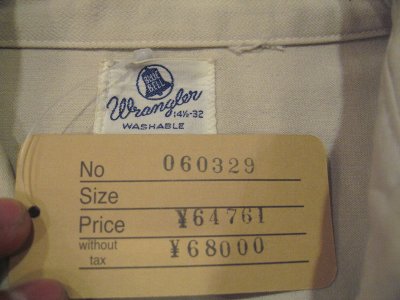 BLUE
BELL
Wrangler
14½-32
WASHABLE
No 060329
Size
Price ¥64761
without tax ¥68000